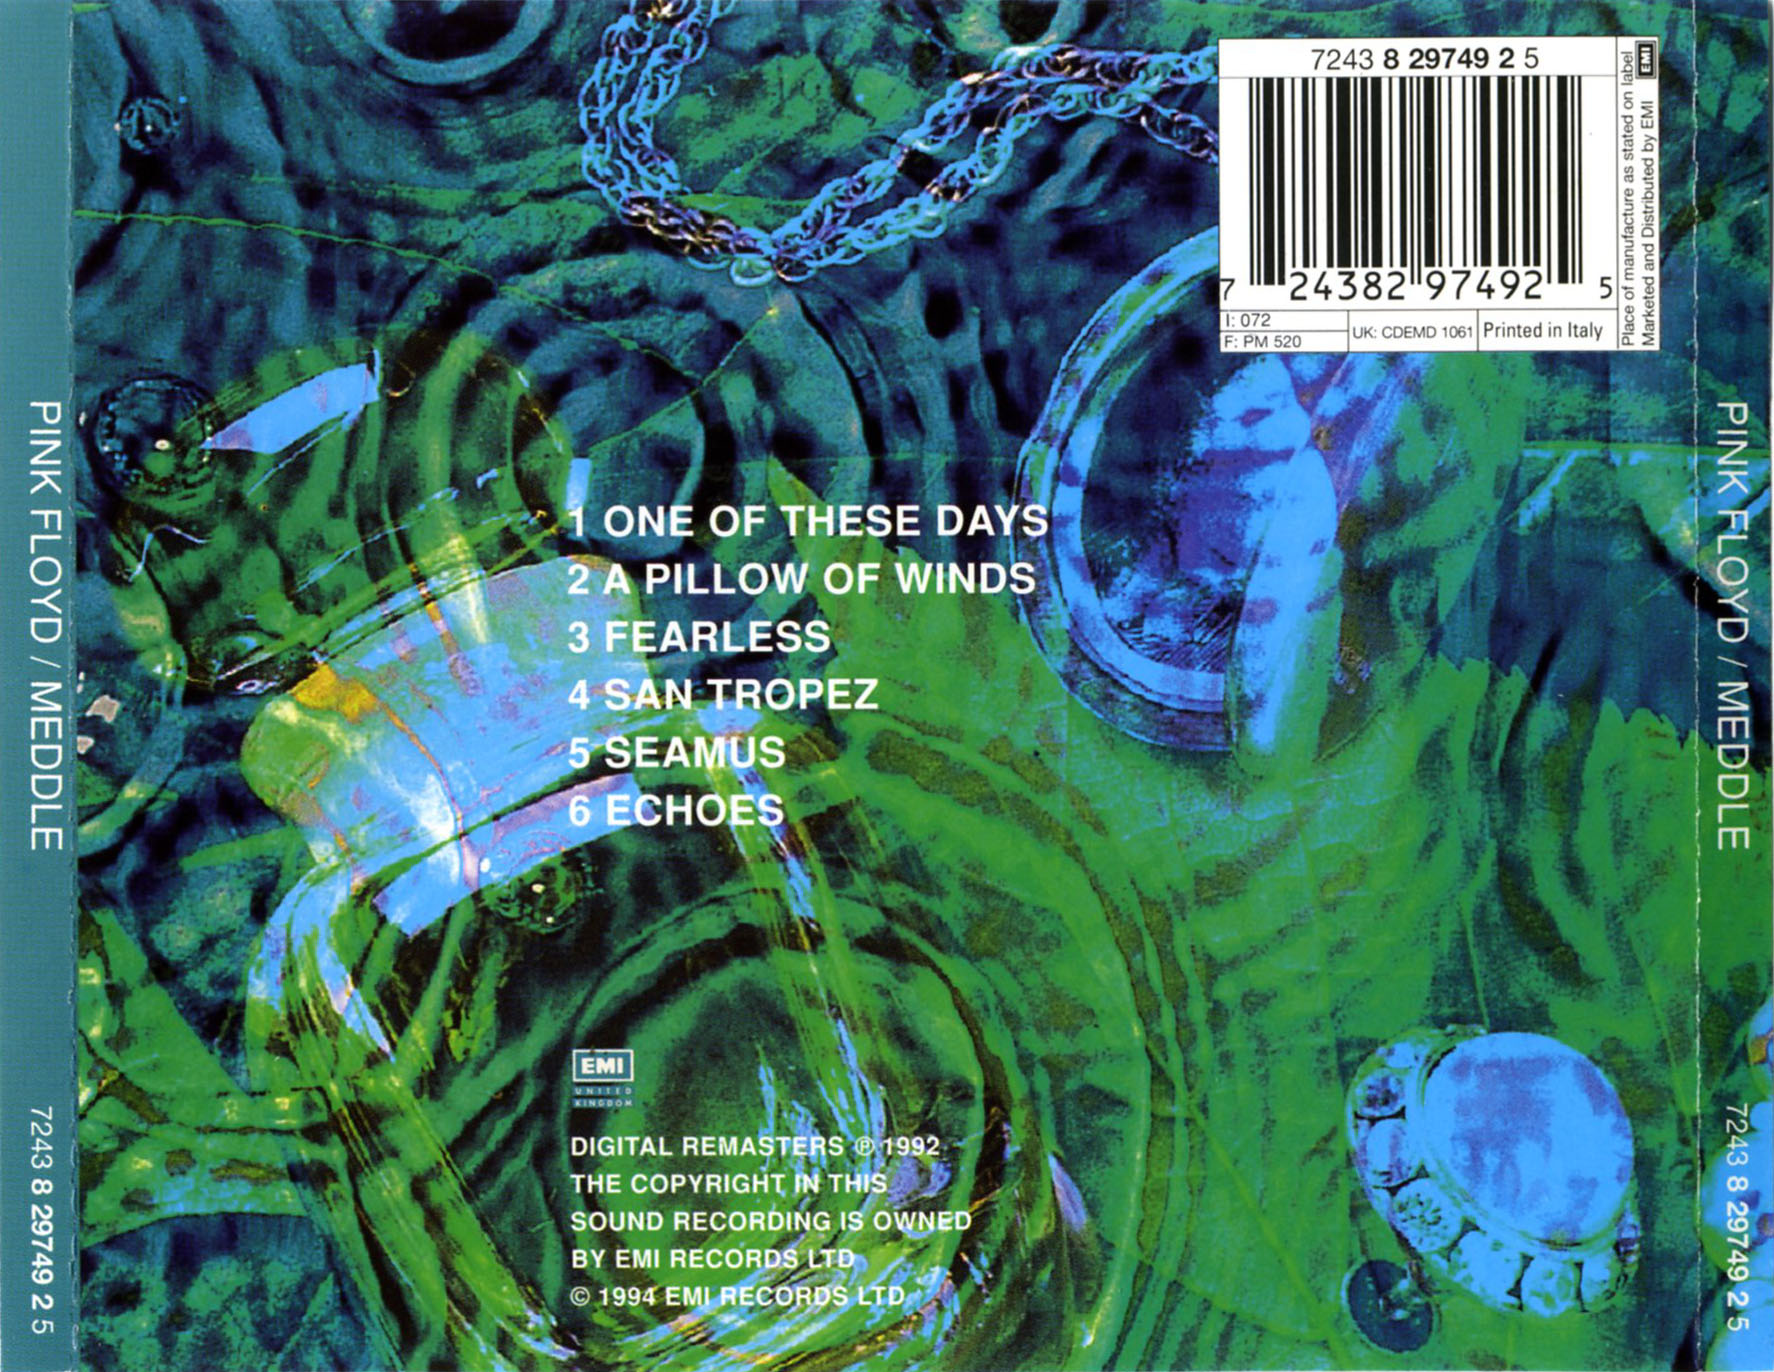 PINK FLOYD / MEDDLE
7243 8 29749 2 5
7243 8 29749 2 5
7 24382 97492 5
I: 072
F: PM 520
UK: CDEMD 1061
Printed in Italy
Place of manufacture as stated on label
Marketed and Distributed by EMI
EMI
1 ONE OF THESE DAYS
2 A PILLOW OF WINDS
3 FEARLESS
4 SAN TROPEZ
5 SEAMUS
6 ECHOES
EMI
UNITED
KINGDOM
DIGITAL REMASTERS ℗ 1992
THE COPYRIGHT IN THIS
SOUND RECORDING IS OWNED
BY EMI RECORDS LTD
© 1994 EMI RECORDS LTD
PINK FLOYD / MEDDLE
7243 8 29749 2 5